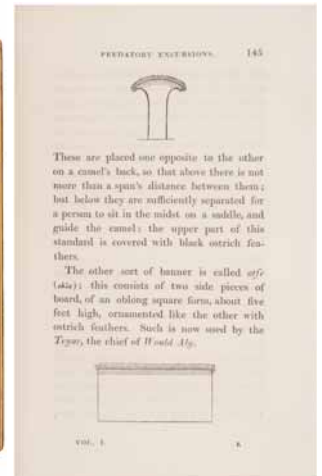 PREDATORY EXCURSIONS. 145
These are placed one opposite to the other
on a camel's back, so that above there is not
more than a span's distance between them;
but below they are sufficiently separated for
a person to sit in the midst on a saddle, and
guide the camel; the upper part of this
standard is covered with black ostrich fea-
thers.
The other sort of banner is called otfe
this consists of two side pieces of
board, of an oblong square form, about five
feet high, ornamented like the other with
ostrich feathers. Such is now used by the
Teyar, the chief of Would Aly.
VOL. I.